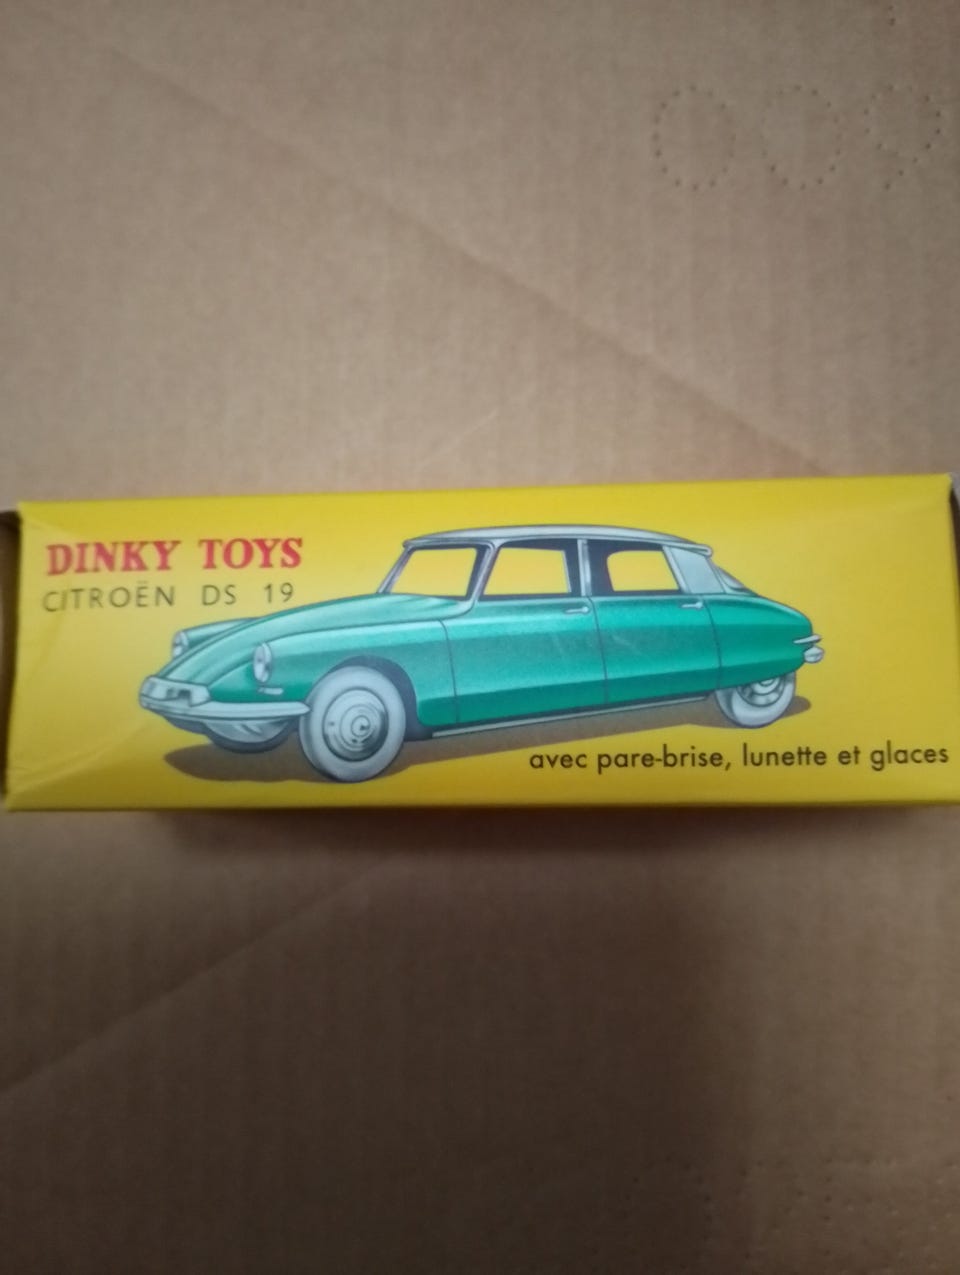 DINKY TOYS
CITROËN DS 19
avec pare-brise, lunette et glaces